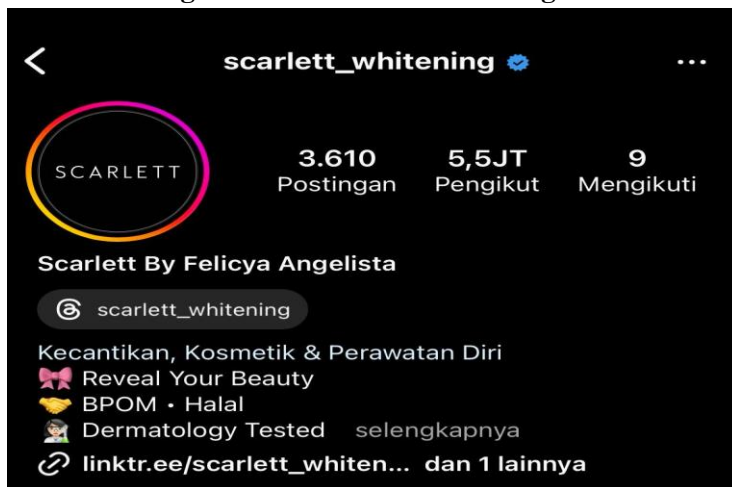 scarlett_whitening
SCARLETT
3.610 5,5JT 9
Postingan Pengikut Mengikuti
Scarlett By Felicya Angelista
scarlett_whitening
Kecantikan, Kosmetik & Perawatan Diri
🎀 Reveal Your Beauty
🤝 BPOM • Halal
👩🏻‍🔬 Dermatology Tested selengkapnya
linktr.ee/scarlett_whiten... dan 1 lainnya